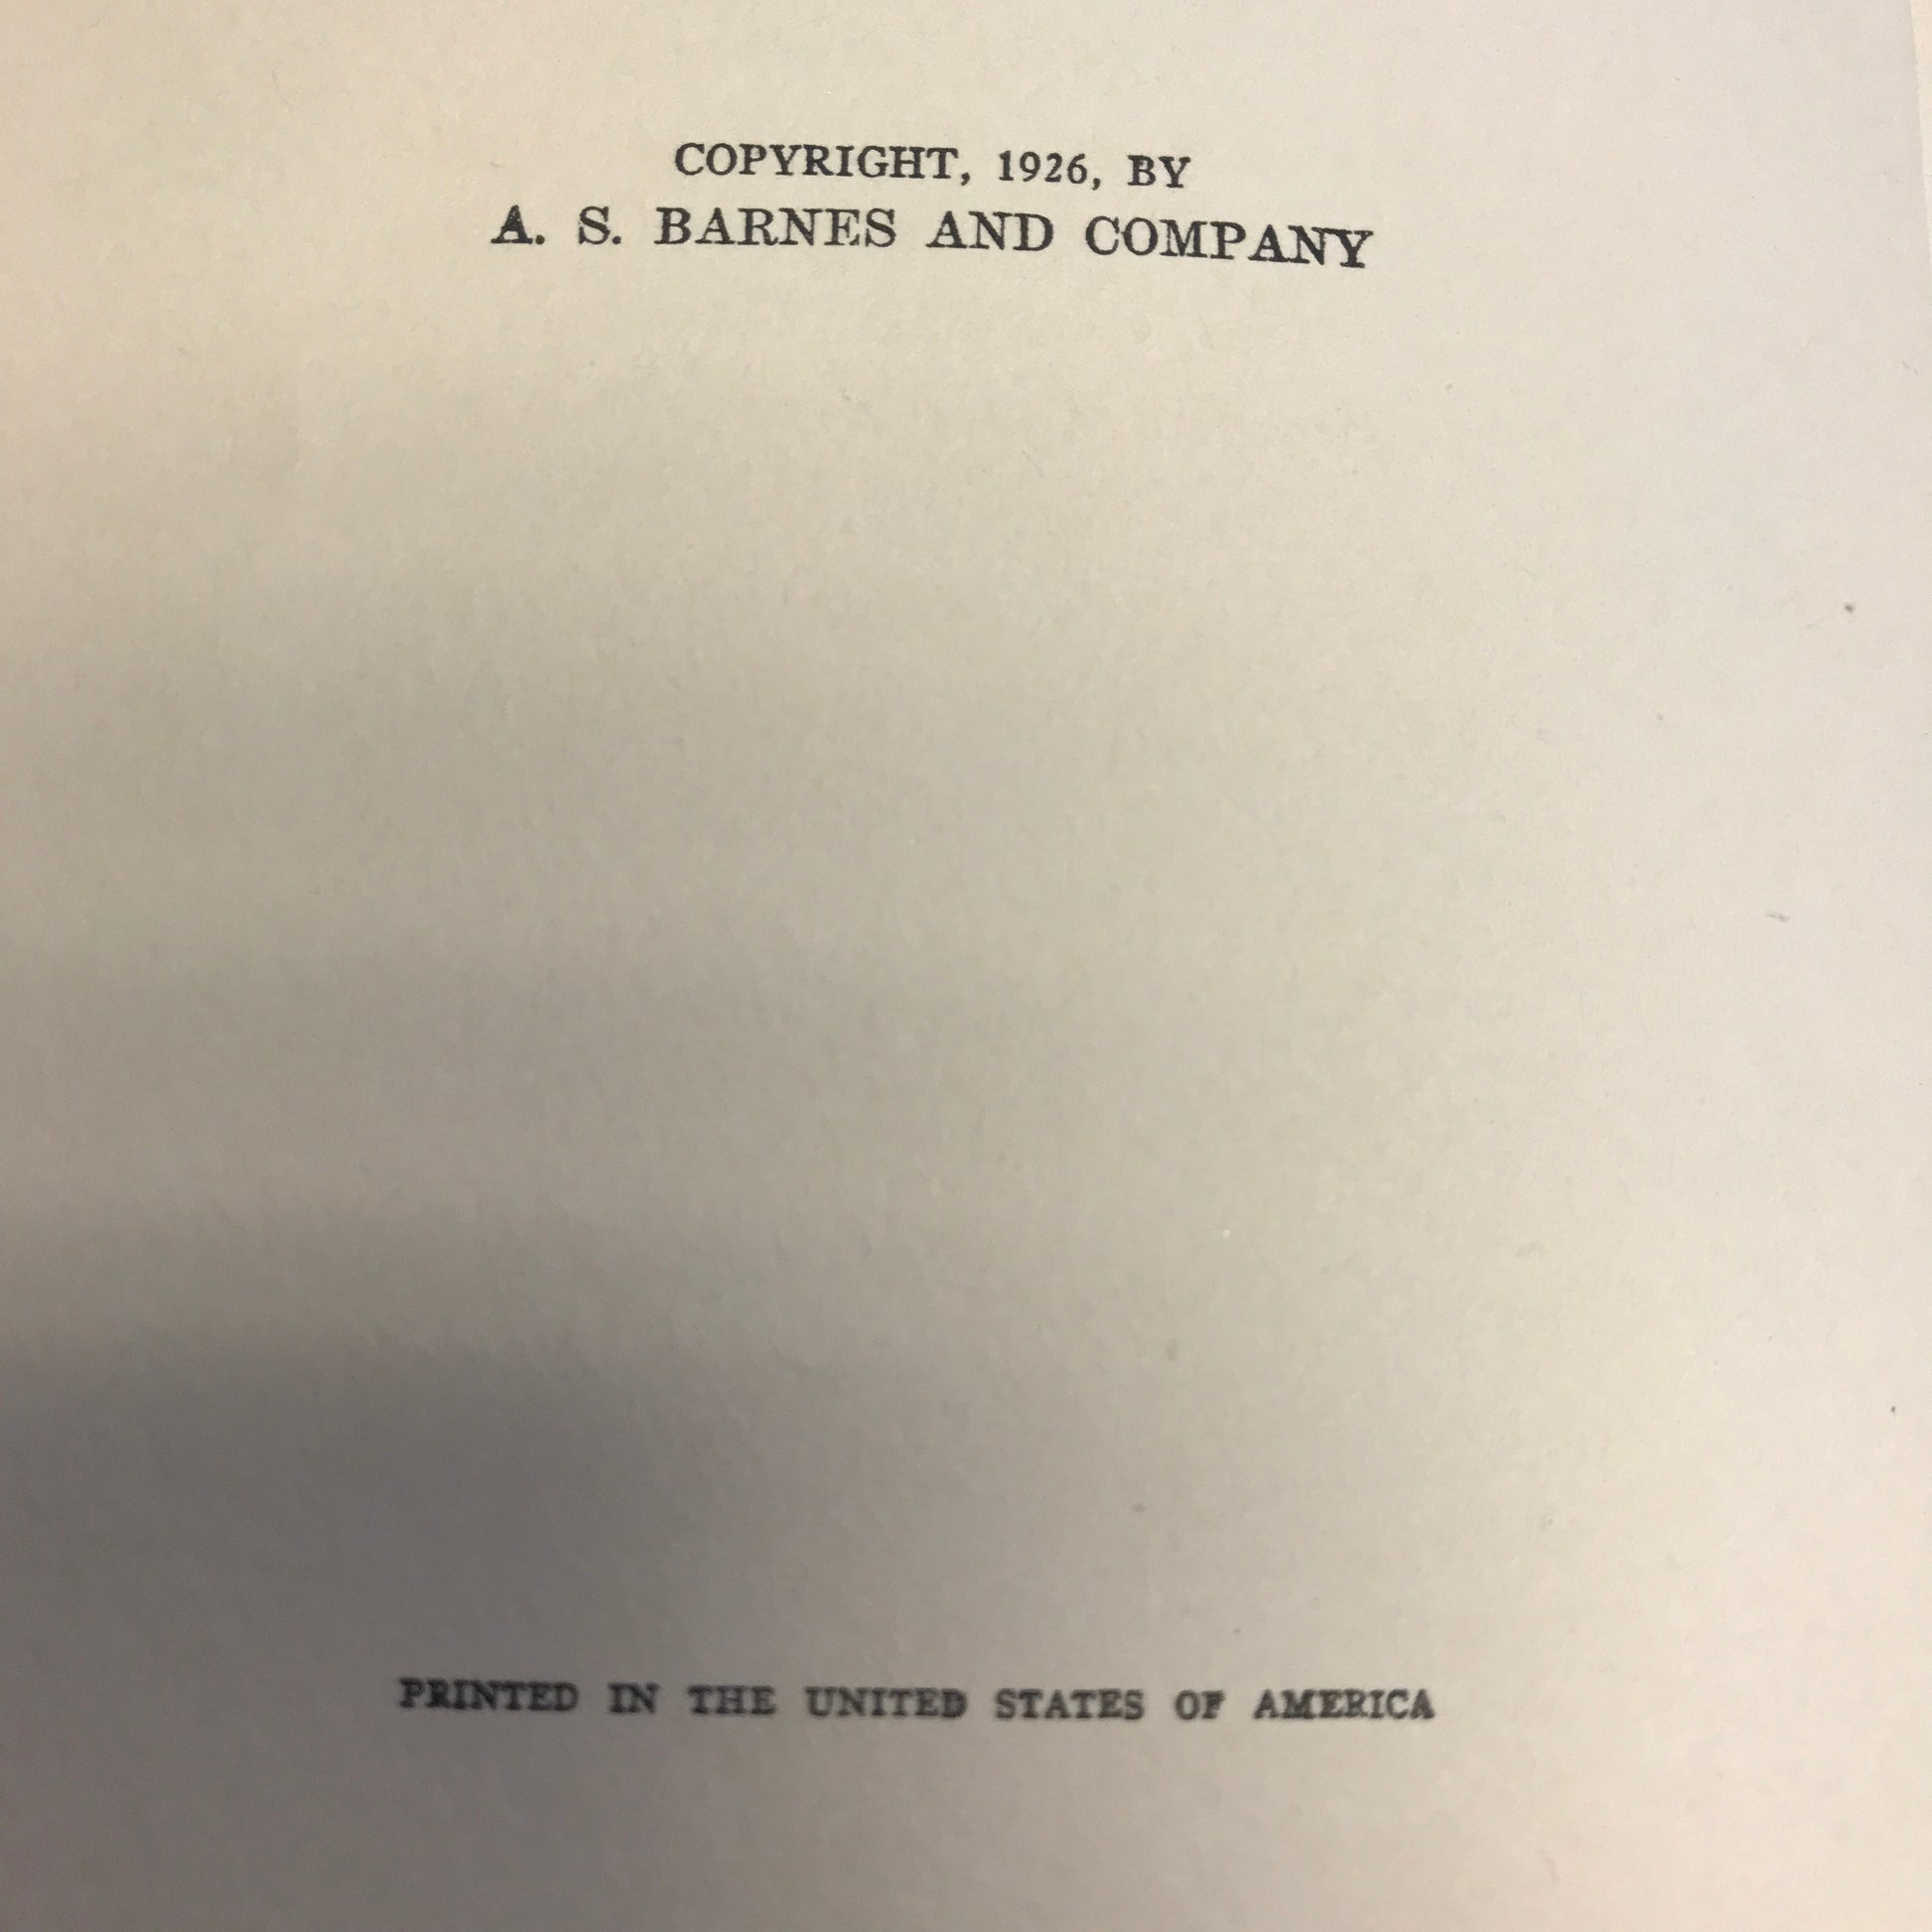 COPYRIGHT, 1926, BY
A. S. BARNES AND COMPANY
PRINTED IN THE UNITED STATES OF AMERICA